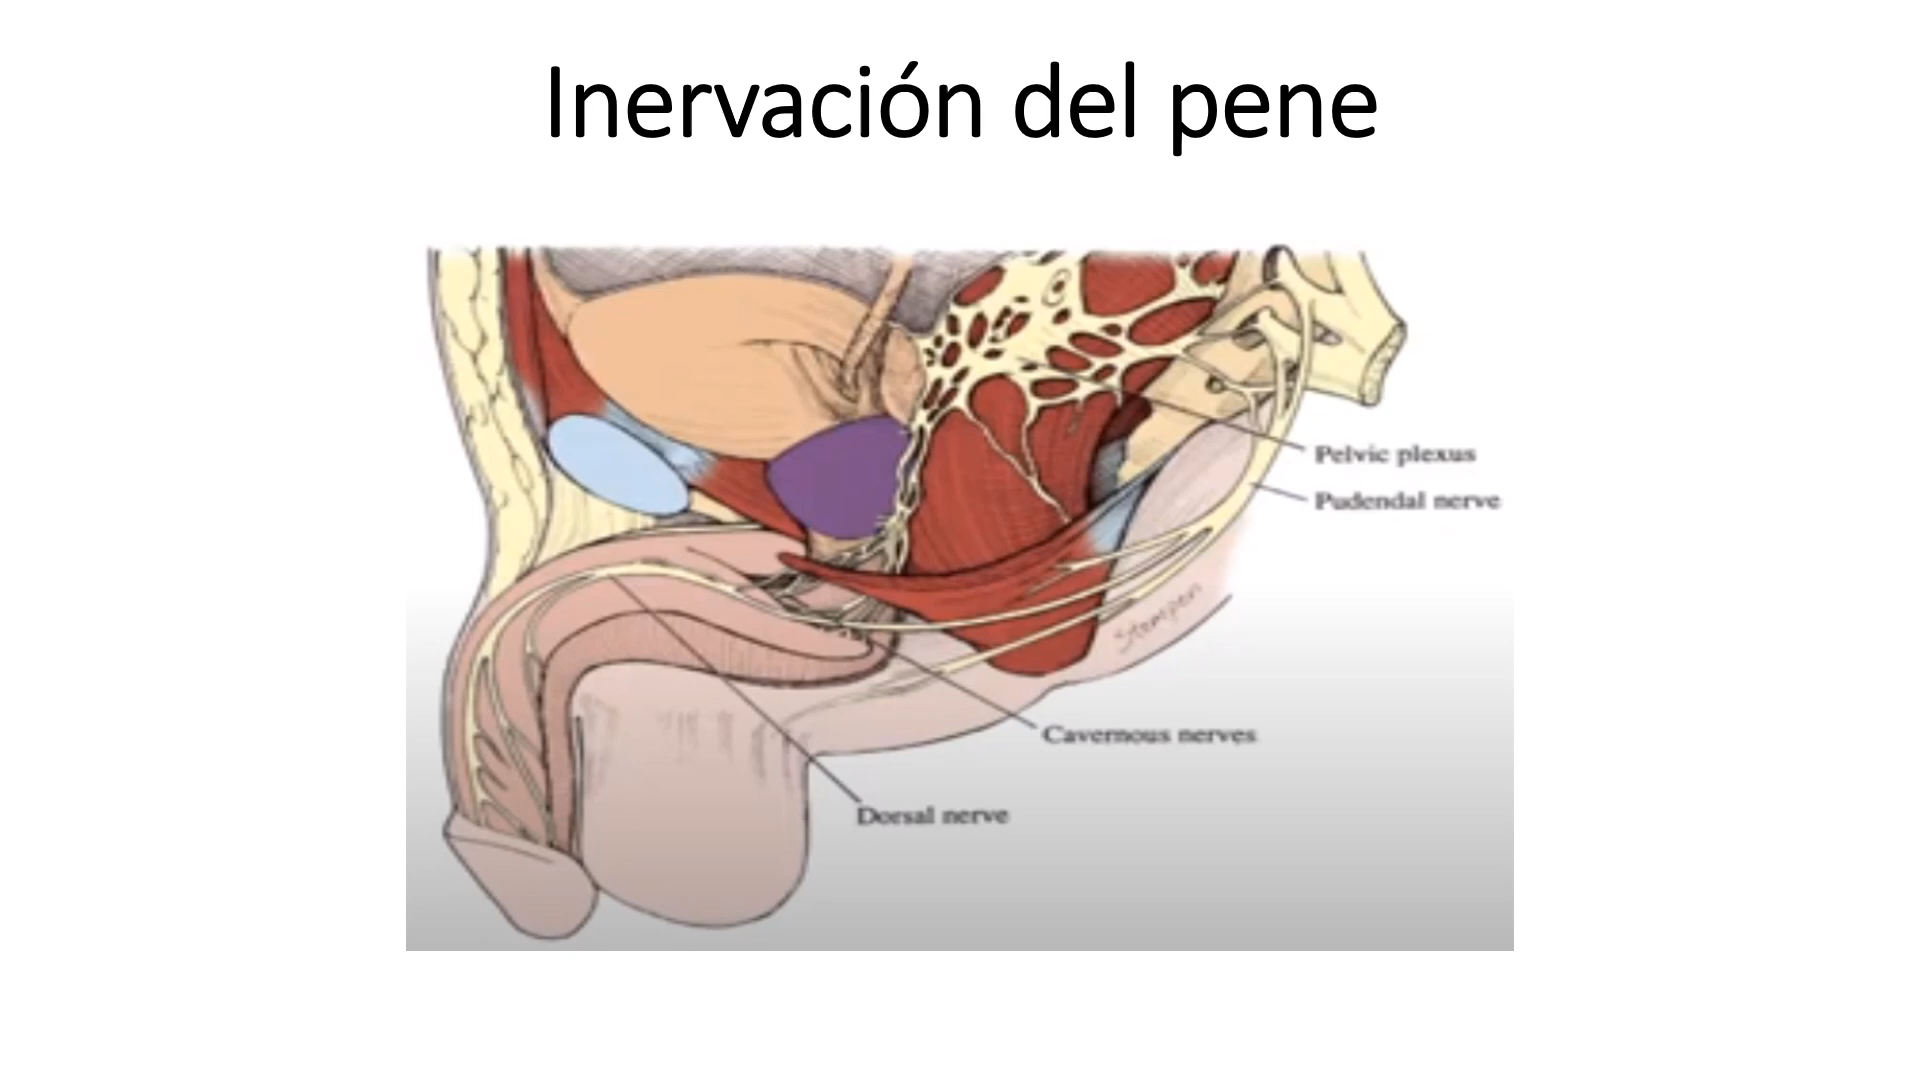 Inervación del pene
Pelvic plexus
Pudendal nerve
Cavernous nerves
Dorsal nerve